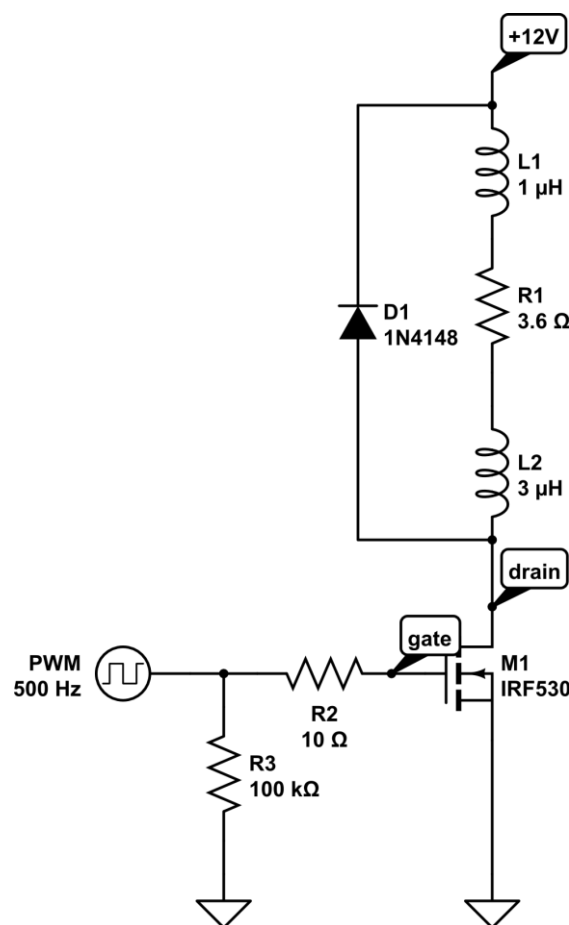 +12V
L1
1 µH
D1
1N4148
R1
3.6 Ω
L2
3 µH
drain
gate
PWM
500 Hz
M1
IRF530
R2
10 Ω
R3
100 kΩ